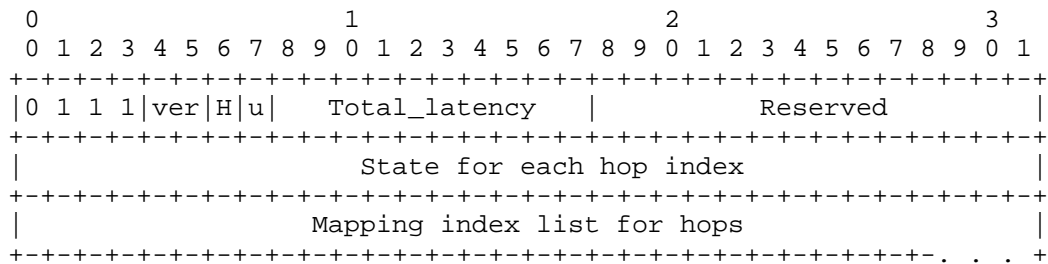 0                   1                   2                   3
 0 1 2 3 4 5 6 7 8 9 0 1 2 3 4 5 6 7 8 9 0 1 2 3 4 5 6 7 8 9 0 1
+-+-+-+-+-+-+-+-+-+-+-+-+-+-+-+-+-+-+-+-+-+-+-+-+-+-+-+-+-+-+-+-+
|0 1 1 1|ver|H|u|   Total_latency   |          Reserved         |
+-+-+-+-+-+-+-+-+-+-+-+-+-+-+-+-+-+-+-+-+-+-+-+-+-+-+-+-+-+-+-+-+
|                     State for each hop index                  |
+-+-+-+-+-+-+-+-+-+-+-+-+-+-+-+-+-+-+-+-+-+-+-+-+-+-+-+-+-+-+-+-+
|                  Mapping index list for hops                  |
+-+-+-+-+-+-+-+-+-+-+-+-+-+-+-+-+-+-+-+-+-+-+-+-+-+-+-+-+-. . . +